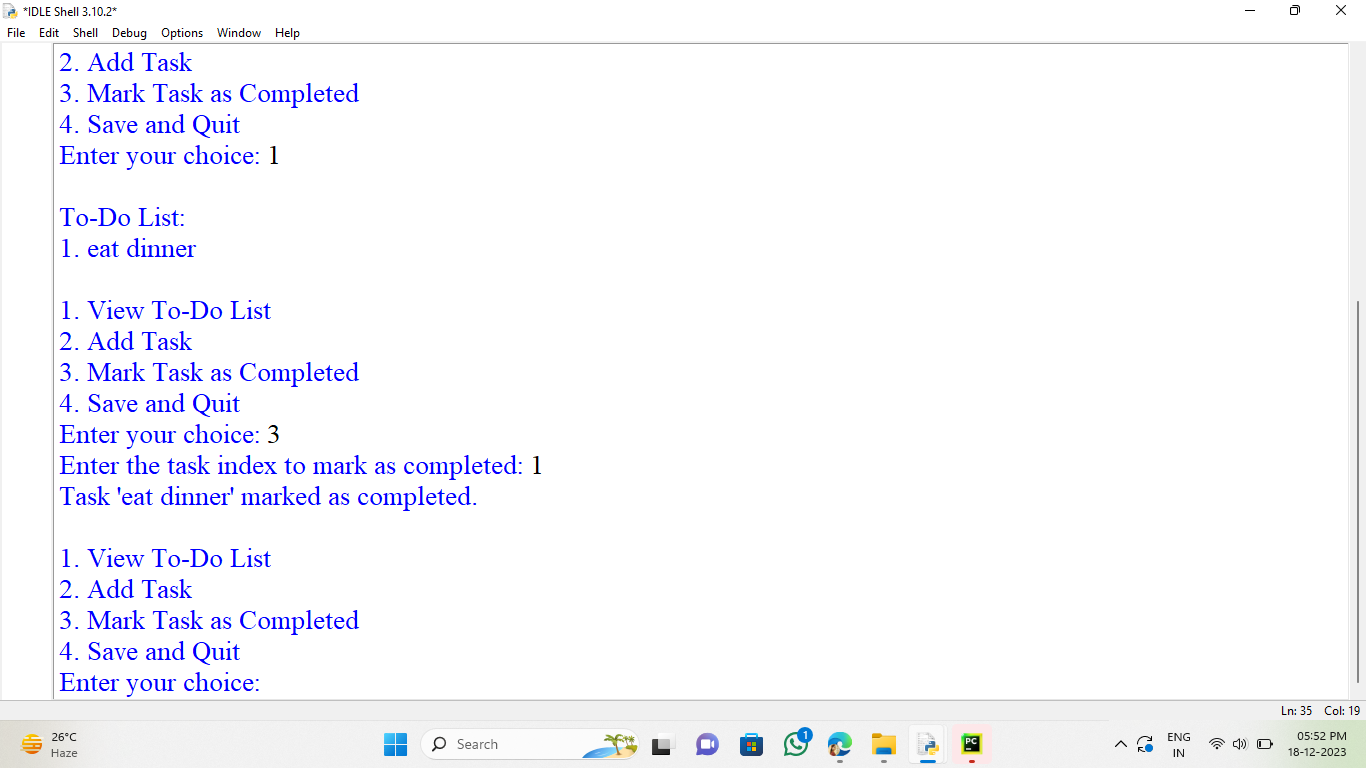 *IDLE Shell 3.10.2*
File Edit Shell Debug Options Window Help
2. Add Task
3. Mark Task as Completed
4. Save and Quit
Enter your choice: 1
To-Do List:
1. eat dinner
1. View To-Do List
2. Add Task
3. Mark Task as Completed
4. Save and Quit
Enter your choice: 3
Enter the task index to mark as completed: 1
Task 'eat dinner' marked as completed.
1. View To-Do List
2. Add Task
3. Mark Task as Completed
4. Save and Quit
Enter your choice:
Ln: 35 Col: 19
26°C
Haze
Search
1
PC
ENG
IN
05:52 PM
18-12-2023